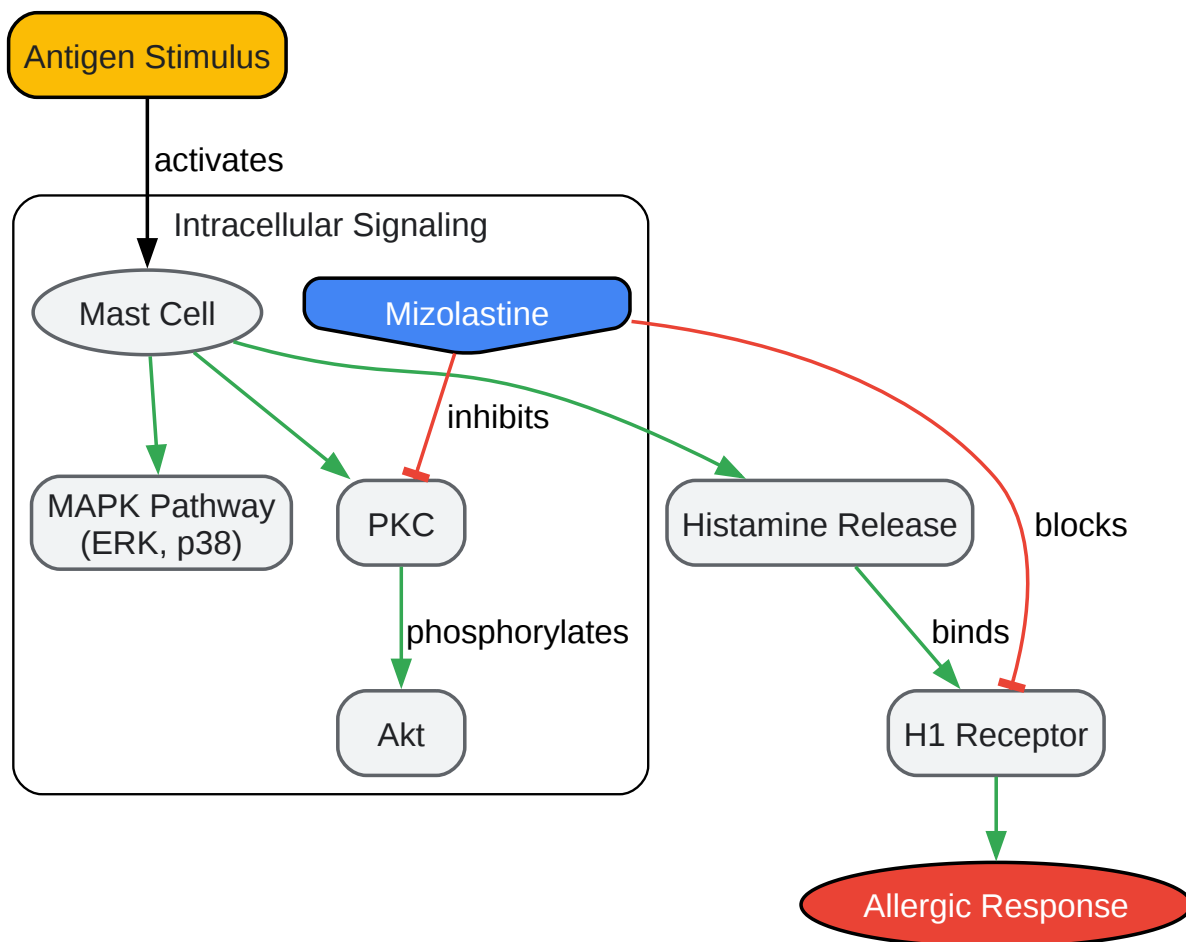 Antigen Stimulus
activates
Intracellular Signaling
Mast Cell
Mizolastine
inhibits
MAPK Pathway
(ERK, p38)
PKC
Histamine Release
blocks
phosphorylates
binds
Akt
H1 Receptor
Allergic Response